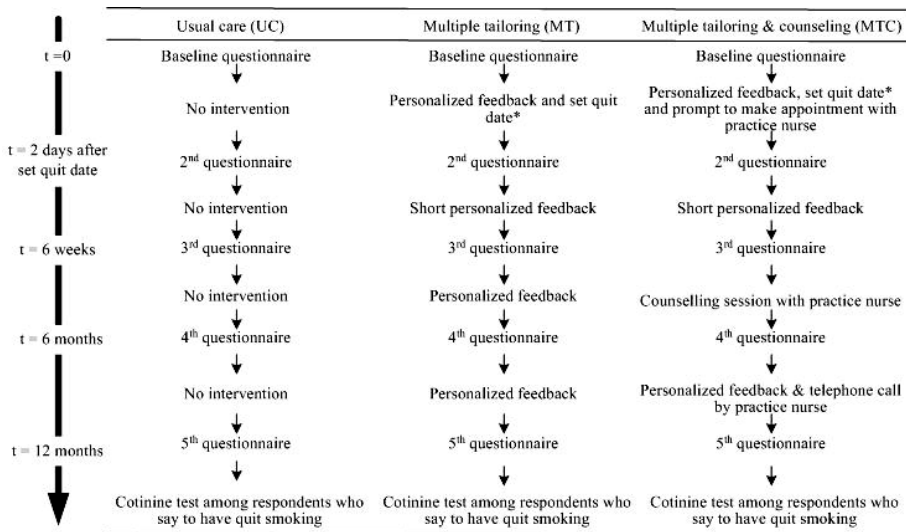 Usual care (UC) Multiple tailoring (MT) Multiple tailoring & counseling (MTC)
t =0 Baseline questionnaire Baseline questionnaire Baseline questionnaire
No intervention
Personalized feedback and set quit
date*
Personalized feedback, set quit date*
and prompt to make appointment with
practice nurse
t = 2 days after
set quit date
2nd questionnaire 2nd questionnaire 2nd questionnaire
No intervention Short personalized feedback Short personalized feedback
t = 6 weeks 3rd questionnaire 3rd questionnaire 3rd questionnaire
No intervention Personalized feedback Counselling session with practice nurse
t = 6 months 4th questionnaire 4th questionnaire 4th questionnaire
No intervention Personalized feedback
Personalized feedback & telephone call
by practice nurse
t = 12 months 5th questionnaire 5th questionnaire 5th questionnaire
Cotinine test among respondents who
say to have quit smoking
Cotinine test among respondents who
say to have quit smoking
Cotinine test among respondents who
say to have quit smoking